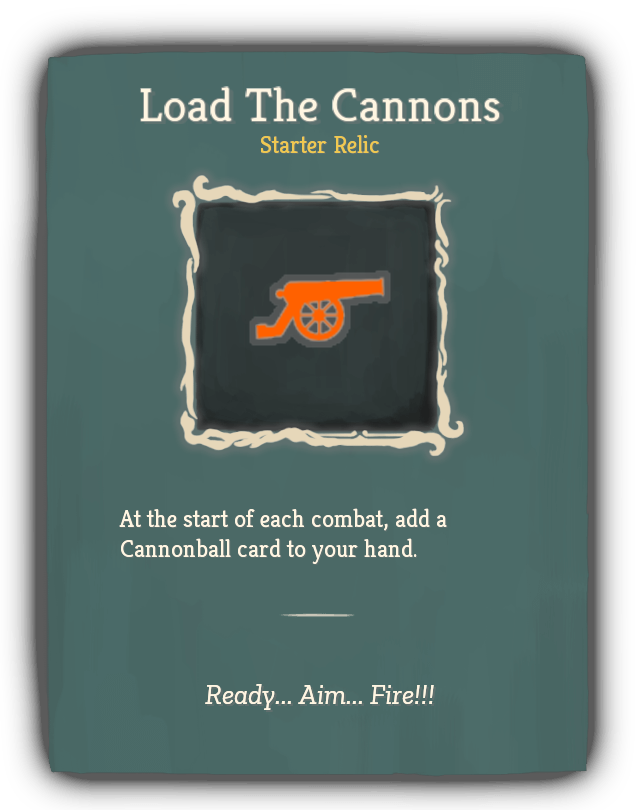 Load The Cannons
Starter Relic
At the start of each combat, add a
Cannonball card to your hand.
Ready... Aim... Fire!!!